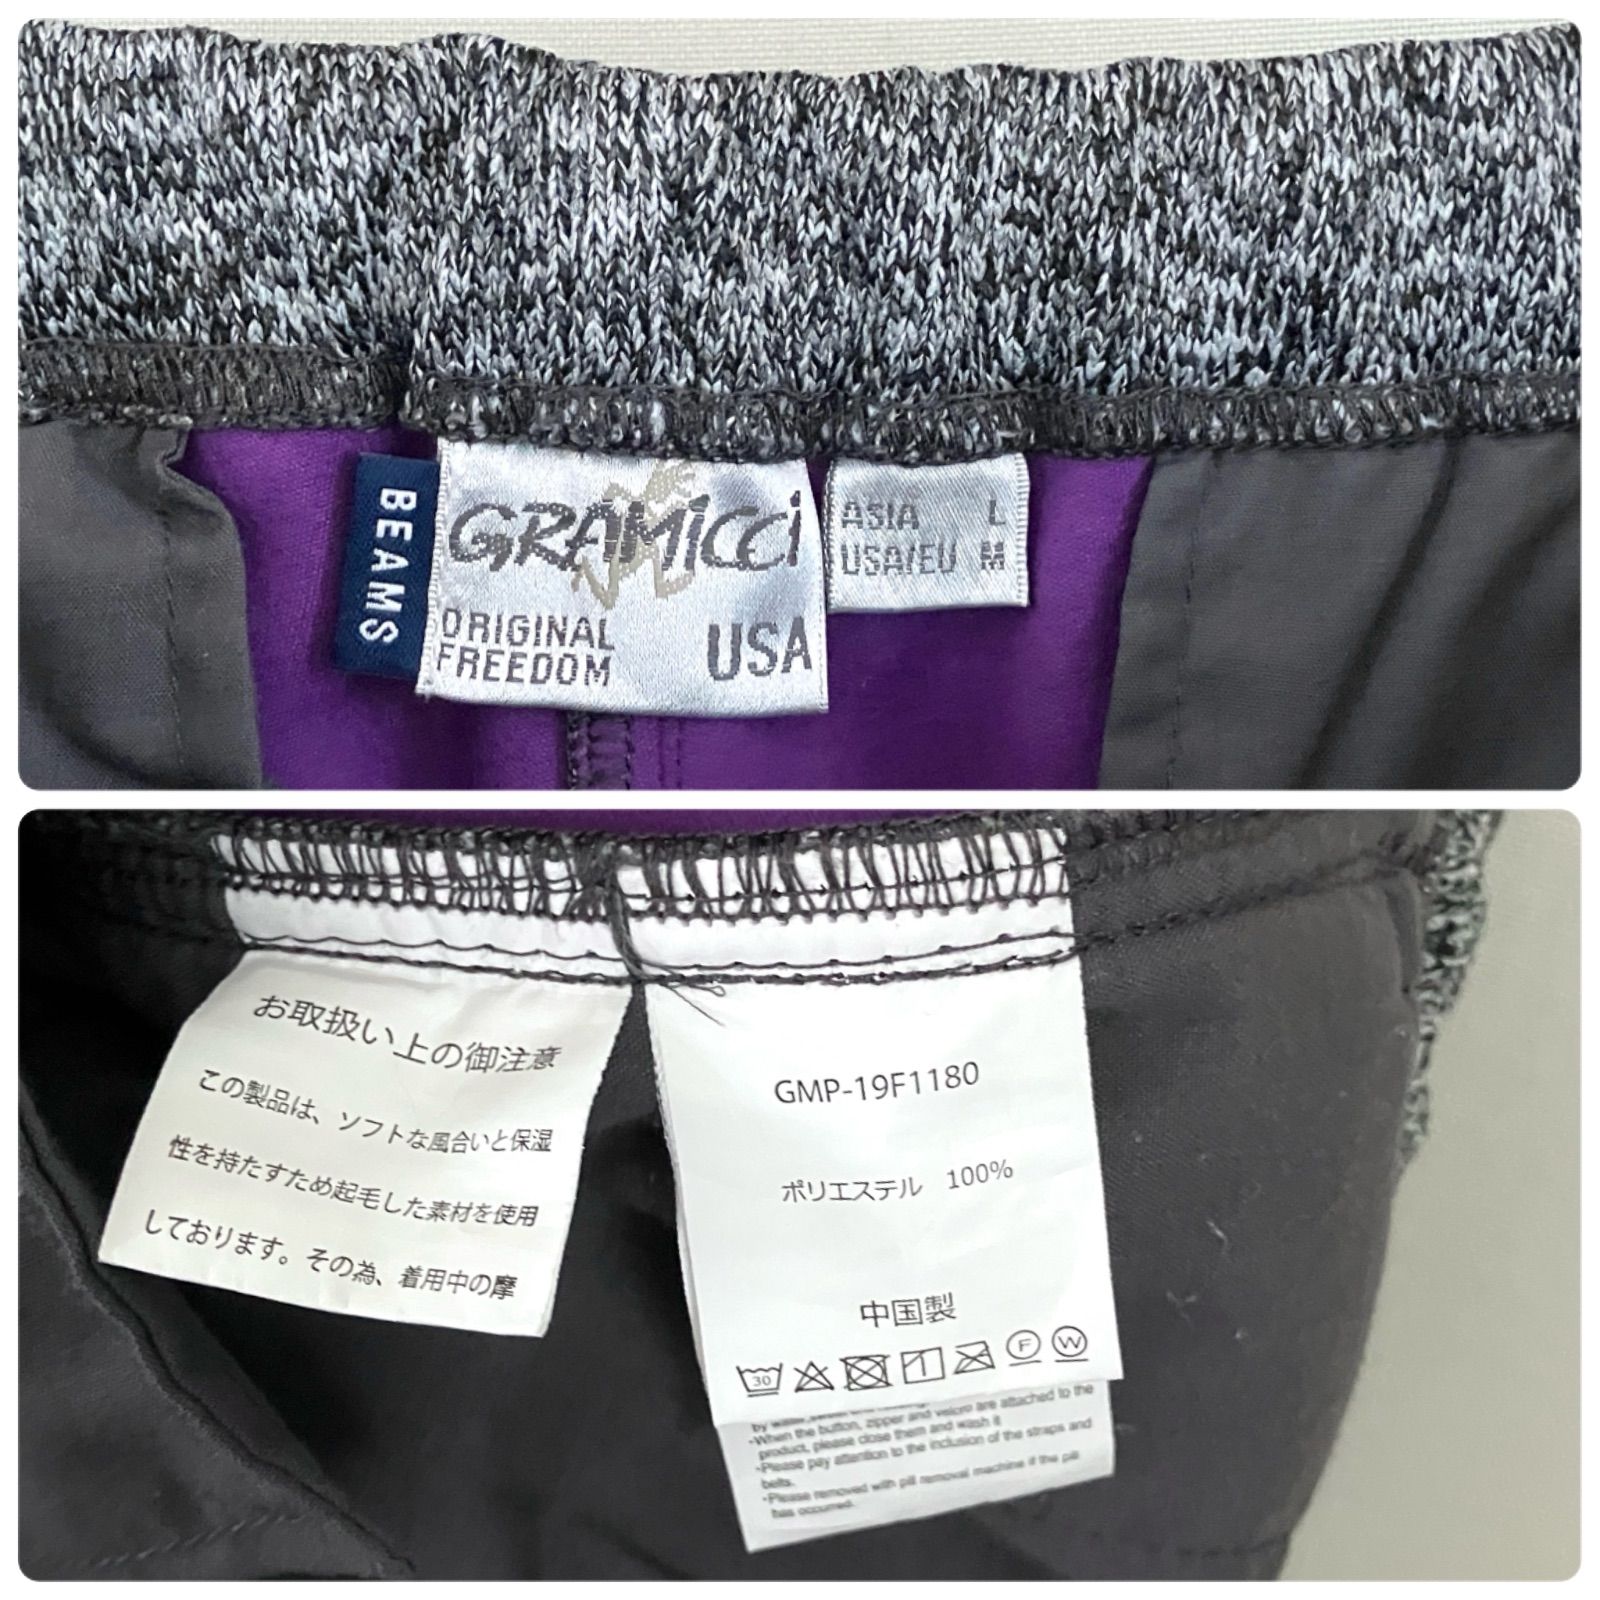 BEAMS
GRAMiCCi
ORIGINAL
FREEDOM
USA
ASIA L
USA/EU M
お取扱い上の御注意
この製品は、ソフトな風合いと保湿
性を持たすため起毛した素材を使用
しております。その為、着用中の摩
GMP-19F1180
ポリエステル 100%
中国製
30
F
W
by
-When the button, zipper and velcro are attached to the
product, please close them and wash it
-Please pay attention to the inclusion of the straps and
belts.
-Please removed with pill removal machine if the pill
has occurred.